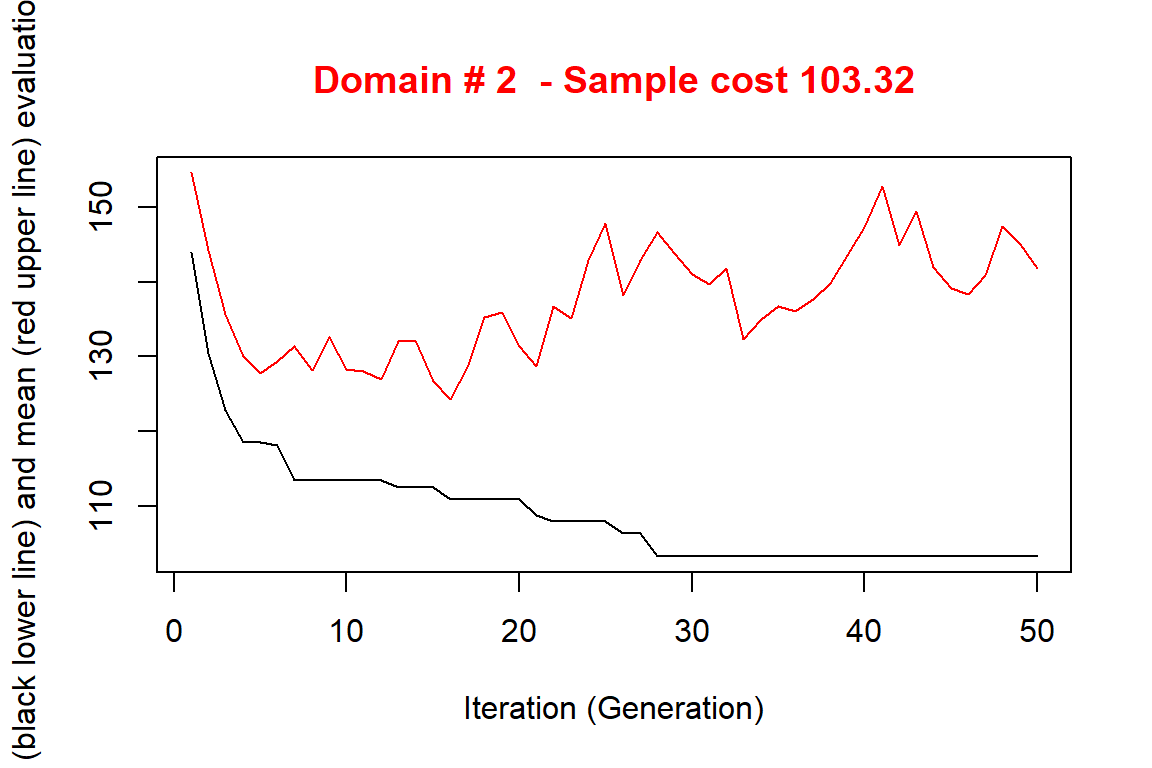 Domain # 2  - Sample cost 103.32
(black lower line) and mean (red upper line) evaluatio
150
130
110
0 10 20 30 40 50
Iteration (Generation)